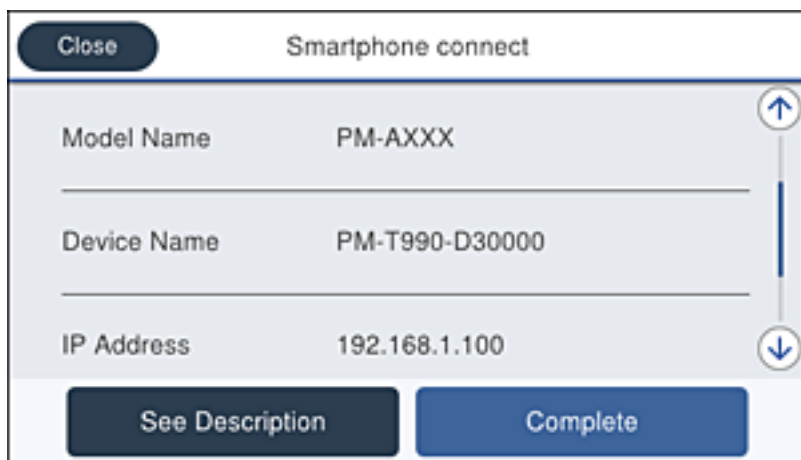 Close Smartphone connect
Model Name PM-AXXX
Device Name PM-T990-D30000
IP Address 192.168.1.100
See Description Complete